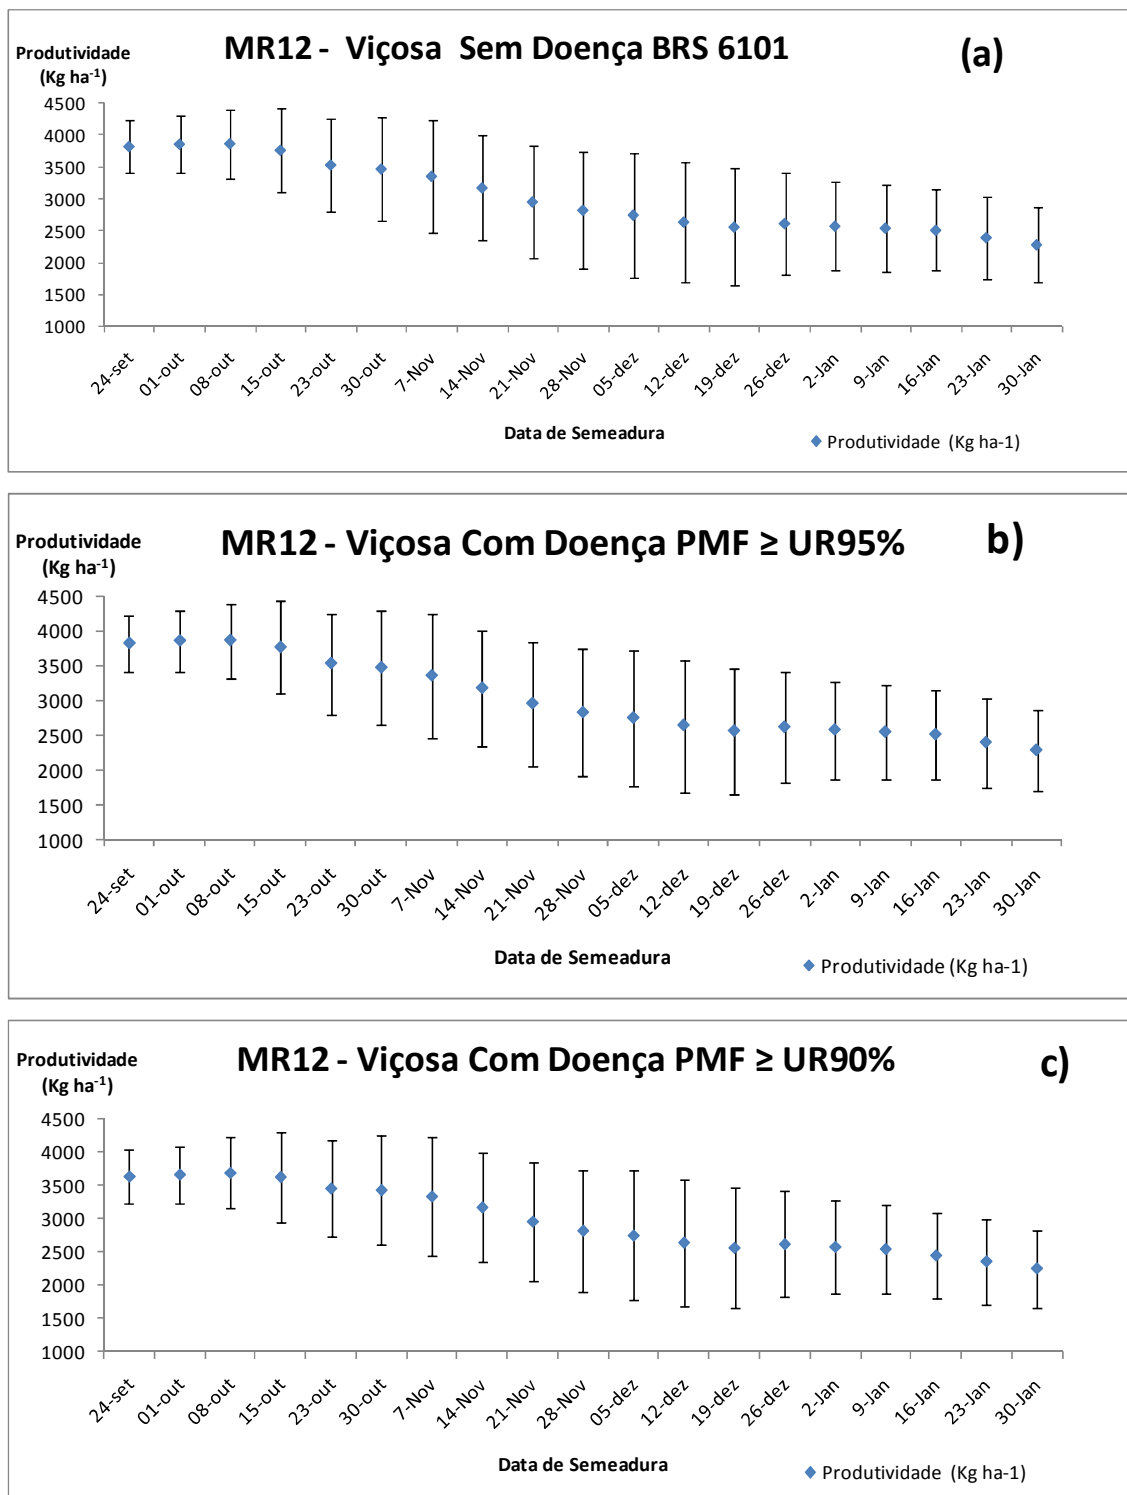 Produtividade
(Kg ha-1)
MR12 - Viçosa Sem Doença BRS 6101
(a)
4500
4000
3500
3000
2500
2000
1500
1000
24-set 01-out 08-out 15-out 23-out 30-out 7-Nov 14-Nov 21-Nov 28-Nov 05-dez 12-dez 19-dez 26-dez 2-Jan 9-Jan 16-Jan 23-Jan 30-Jan
Data de Semeadura
Produtividade (Kg ha-1)
Produtividade
(Kg ha-1)
MR12 - Viçosa Com Doença PMF ≥ UR95%
b)
4500
4000
3500
3000
2500
2000
1500
1000
24-set 01-out 08-out 15-out 23-out 30-out 7-Nov 14-Nov 21-Nov 28-Nov 05-dez 12-dez 19-dez 26-dez 2-Jan 9-Jan 16-Jan 23-Jan 30-Jan
Data de Semeadura
Produtividade (Kg ha-1)
Produtividade
(Kg ha-1)
MR12 - Viçosa Com Doença PMF ≥ UR90%
c)
4500
4000
3500
3000
2500
2000
1500
1000
24-set 01-out 08-out 15-out 23-out 30-out 7-Nov 14-Nov 21-Nov 28-Nov 05-dez 12-dez 19-dez 26-dez 2-Jan 9-Jan 16-Jan 23-Jan 30-Jan
Data de Semeadura
Produtividade (Kg ha-1)